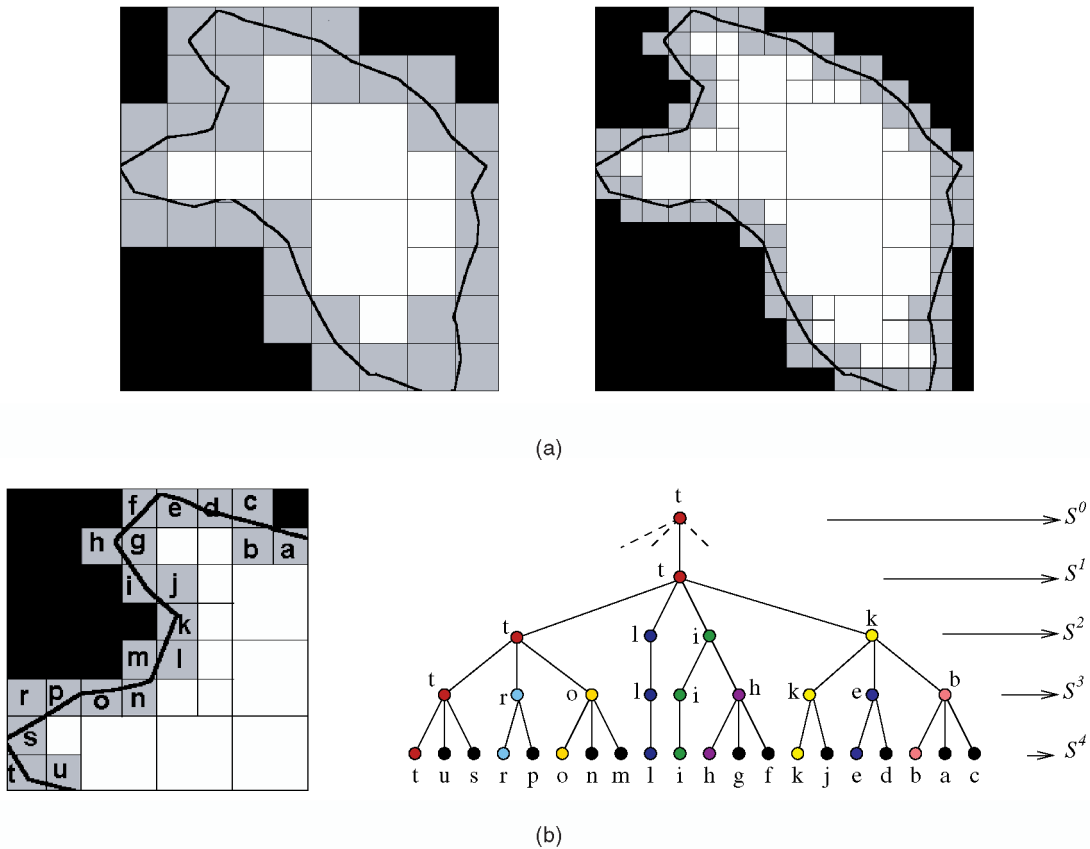 (a)
f e d c
h g b a
i j
k
m l
r p o n
s
t u
t S^0
t S^1
t l i k S^2
t r o l i h k e b S^3
S^4
t u s r p o n m l i h g f k j e d b a c
(b)